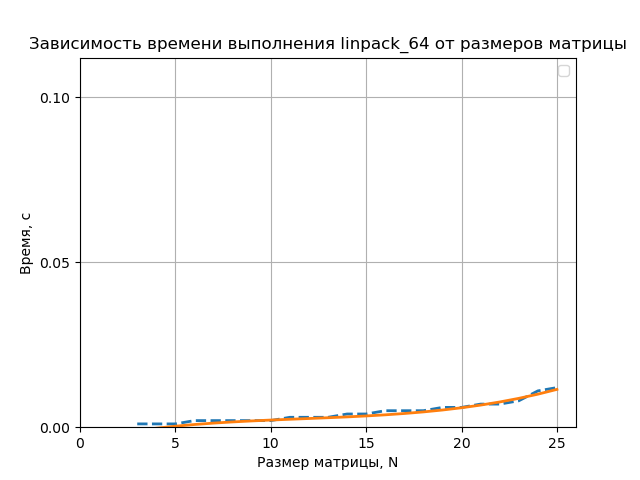 Зависимость времени выполнения linpack_64 от размеров матрицы
0.10
0.05
0.00
Время, с
0 5 10 15 20 25
Размер матрицы, N